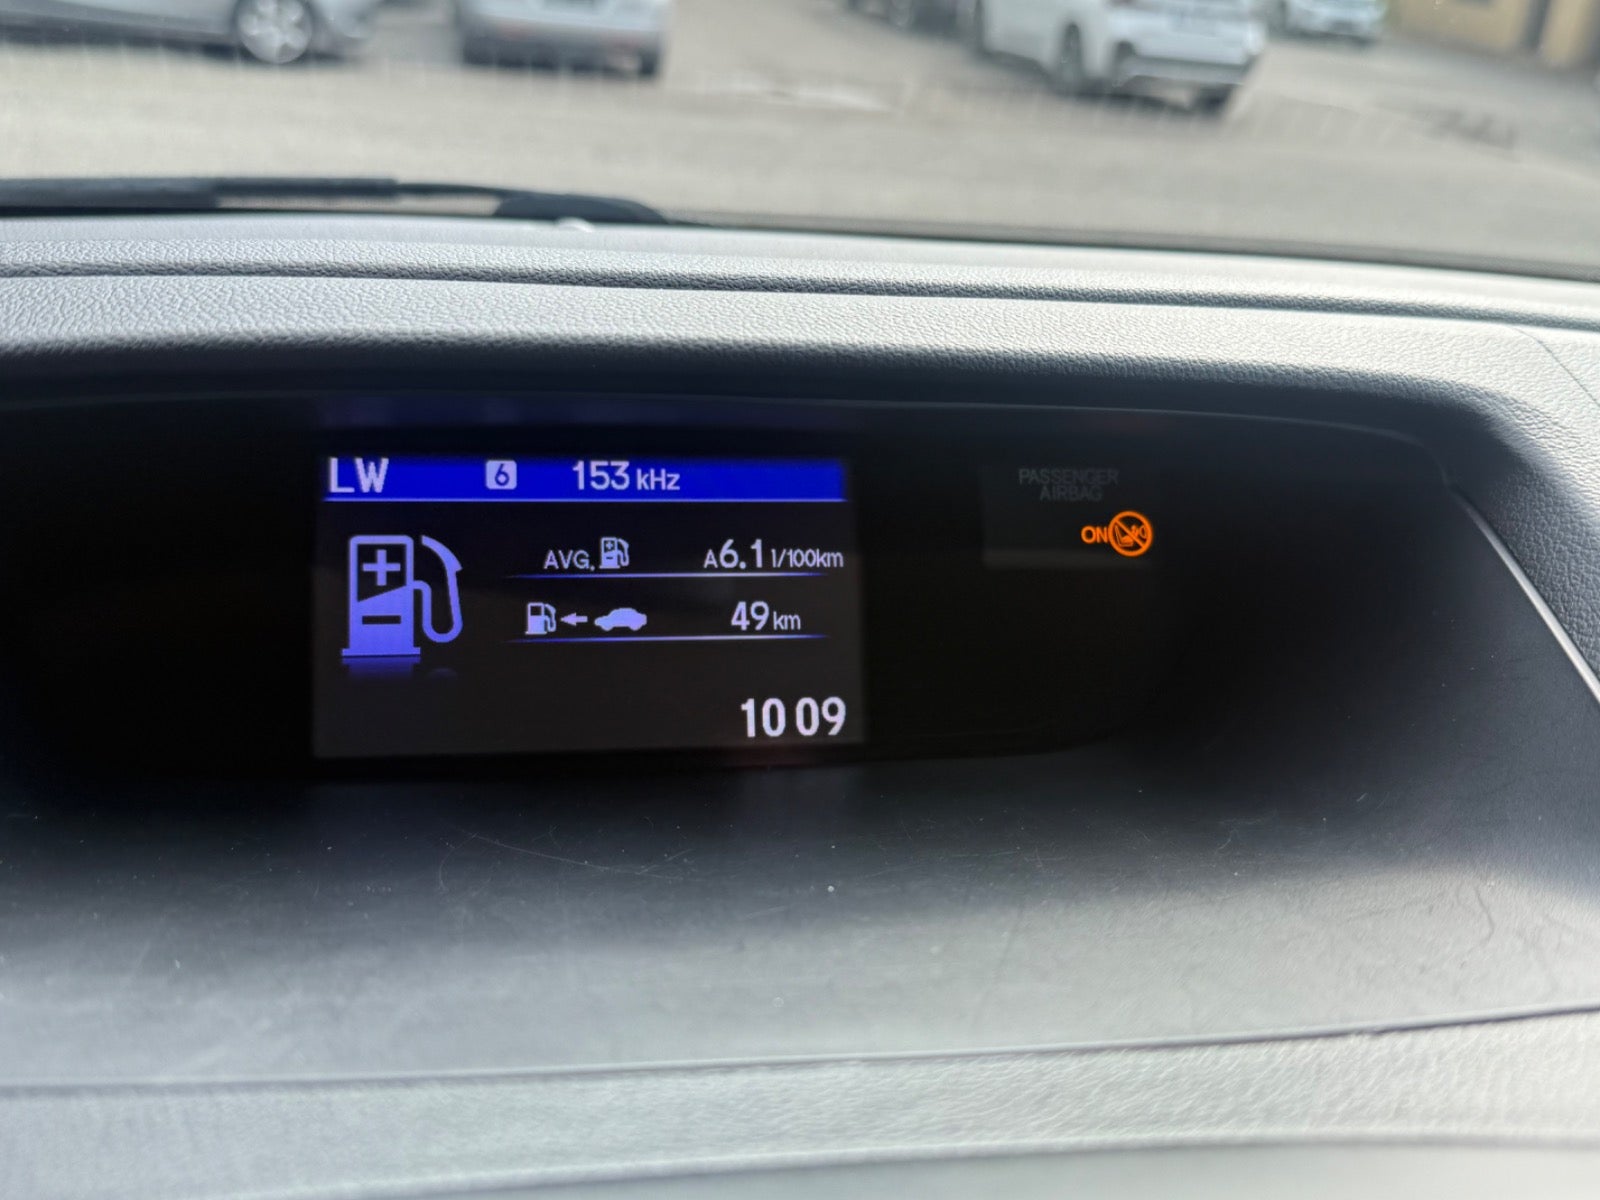 LW 6 153 kHz
PASSENGER
AIRBAG
ON
AVG. A6.1 l/100km
49 km
10 09